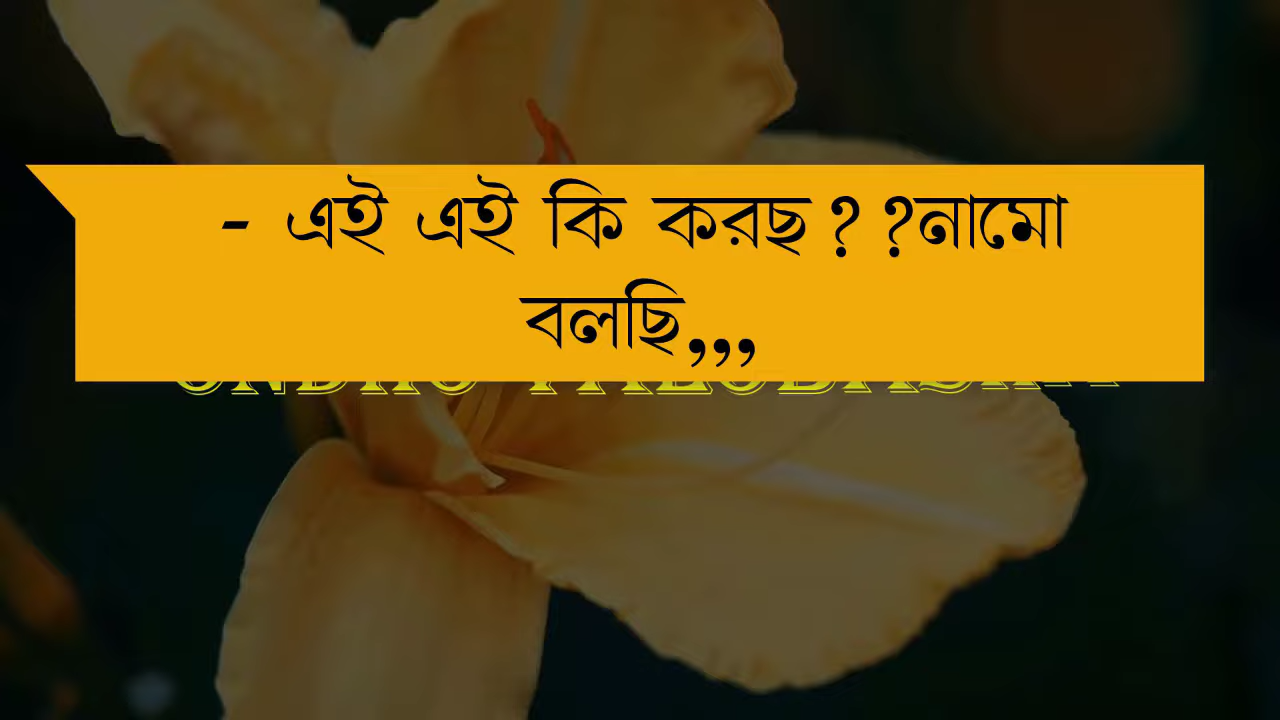 - এই এই কি করছ? ?নামো
বলছি,,,